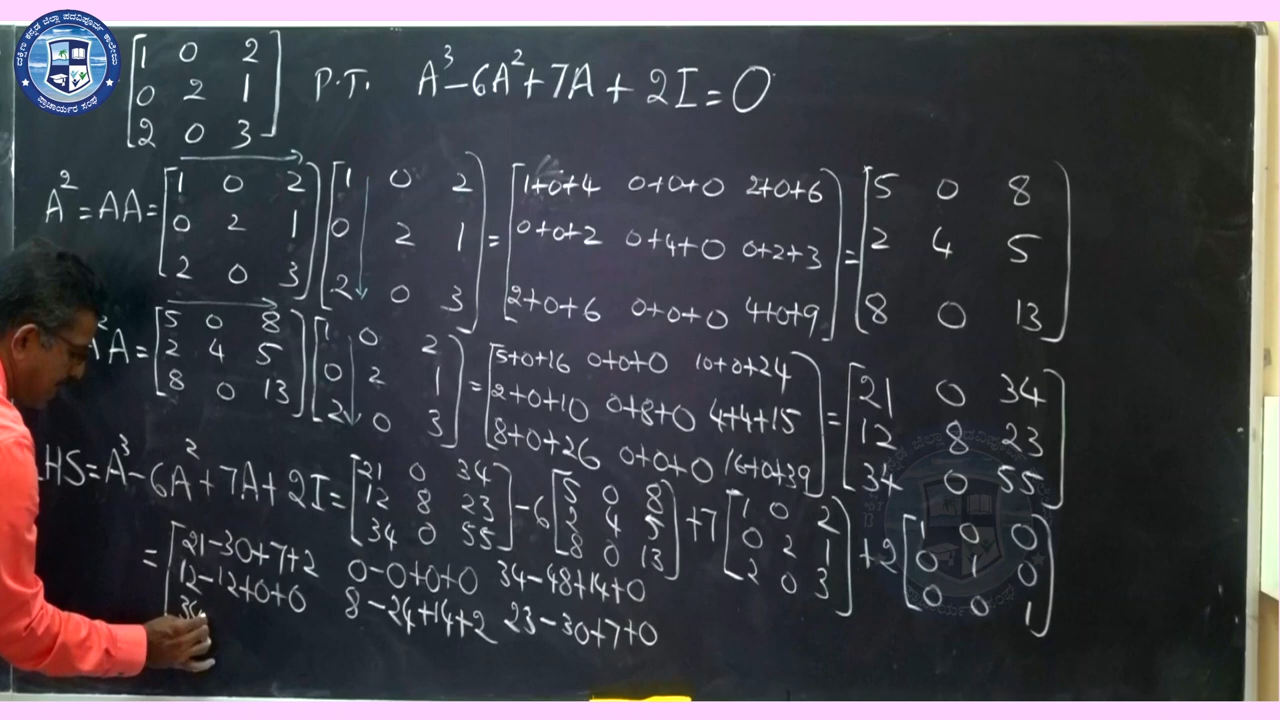 ದಕ್ಷಿಣ ಕನ್ನಡ ಜಿಲ್ಲಾ ಪದವಿಪೂರ್ವ ಕಾಲೇಜು
ಪ್ರಾಚಾರ್ಯರ ಸಂಘ
[1 0 2 P.T. A³-6A²+7A+2I=0
0 2 1
2 0 3]
A²=AA=[1 0 2 [1 0 2 = [1+0+4 0+0+0 2+0+6 = [5 0 8
0 2 1 0 2 1 0+0+2 0+4+0 0+2+3 2 4 5
2 0 3] 2 0 3] 2+0+6 0+0+0 4+0+9] 8 0 13]
²A=[5 0 8 [1 0 2 = [5+0+16 0+0+0 10+0+24 = [21 0 34
2 4 5 0 2 1 2+0+10 0+8+0 4+4+15 12 8 23
8 0 13] 2 0 3] 8+0+26 0+0+0 16+0+39] 34 0 55]
HS=A³-6A²+7A+2I=[21 0 34 -6[5 0 8 +7[1 0 2 +2[1 0 0
12 8 23 2 4 5 0 2 1 0 1 0
34 0 55] 8 0 13] 2 0 3] 0 0 1]
=[21-30+7+2 0-0+0+0 34-48+14+0
12-12+0+0 8-24+14+2 23-30+7+0
34